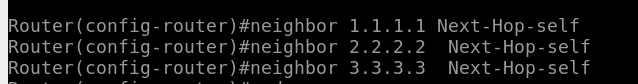 Router(config-router)#neighbor 1.1.1.1 Next-Hop-self
Router(config-router)#neighbor 2.2.2.2  Next-Hop-self
Router(config-router)#neighbor 3.3.3.3  Next-Hop-self